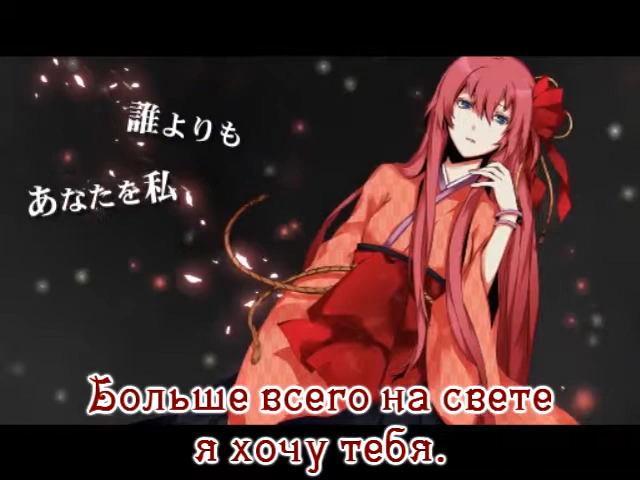 誰よりも
あなたを私
Больше всего на свете
я хочу тебя.